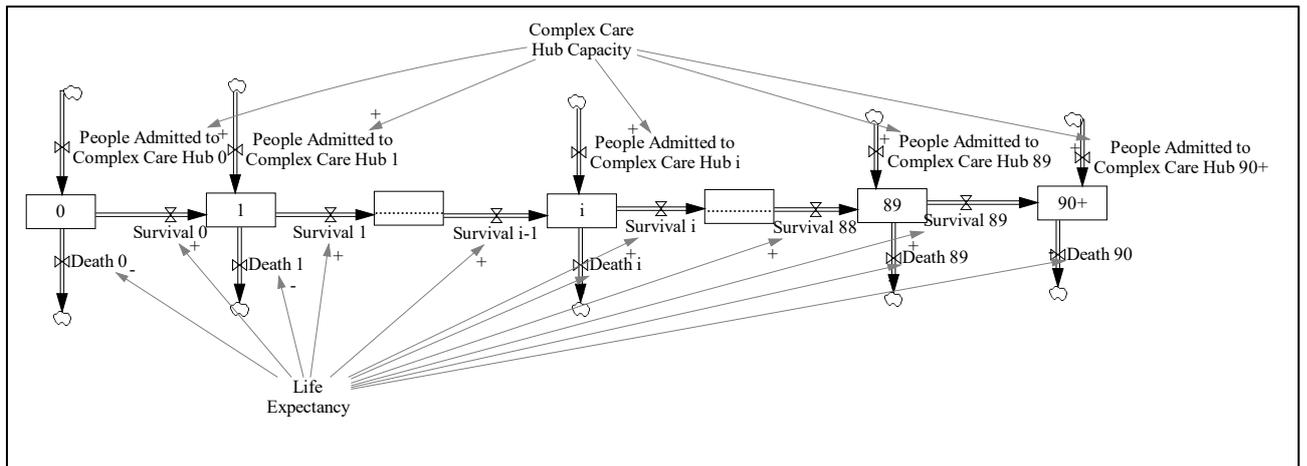 Complex Care
Hub Capacity
+
+
+
+
+
People Admitted to
Complex Care Hub 0
People Admitted to
Complex Care Hub 1
People Admitted to
Complex Care Hub i
People Admitted to
Complex Care Hub 89
People Admitted to
Complex Care Hub 90+
0
1
...........
i
...........
89
90+
Survival 0
Survival 1
Survival i-1
Survival i
Survival 88
Survival 89
+
+
+
+
+
+
Death 0
-
Death 1
-
Death i
+
Death 89
Death 90
Life
Expectancy